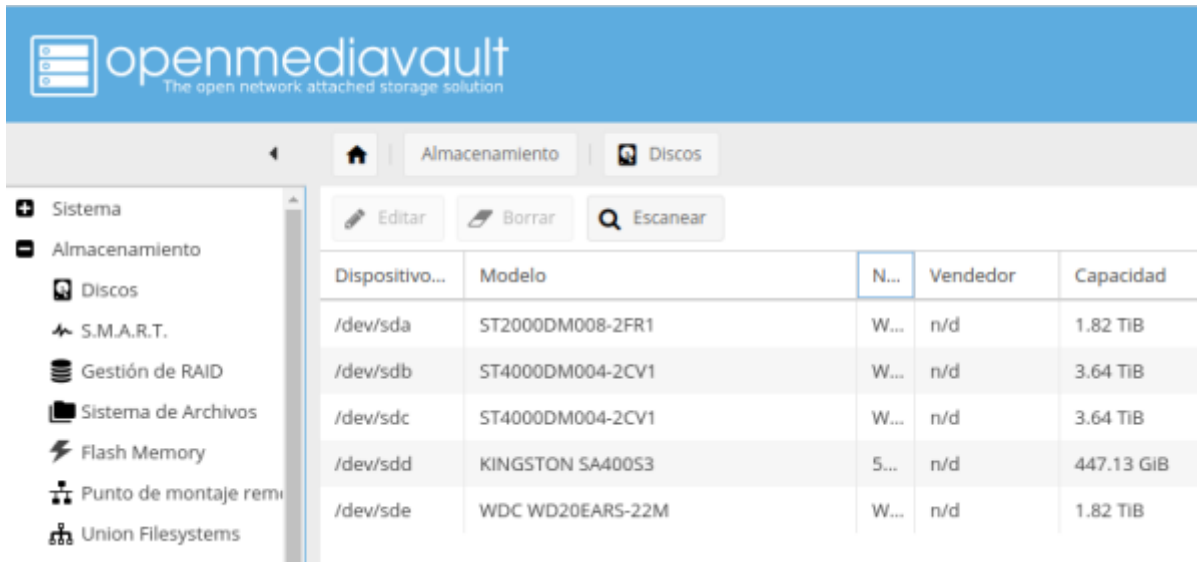 openmediavault
The open network attached storage solution
Almacenamiento Discos
Sistema
Almacenamiento
Discos
S.M.A.R.T.
Gestión de RAID
Sistema de Archivos
Flash Memory
Punto de montaje rem
Union Filesystems
Editar Borrar Escanear
Dispositivo... Modelo N... Vendedor Capacidad
/dev/sda ST2000DM008-2FR1 W... n/d 1.82 TiB
/dev/sdb ST4000DM004-2CV1 W... n/d 3.64 TiB
/dev/sdc ST4000DM004-2CV1 W... n/d 3.64 TiB
/dev/sdd KINGSTON SA400S3 5... n/d 447.13 GiB
/dev/sde WDC WD20EARS-22M W... n/d 1.82 TiB